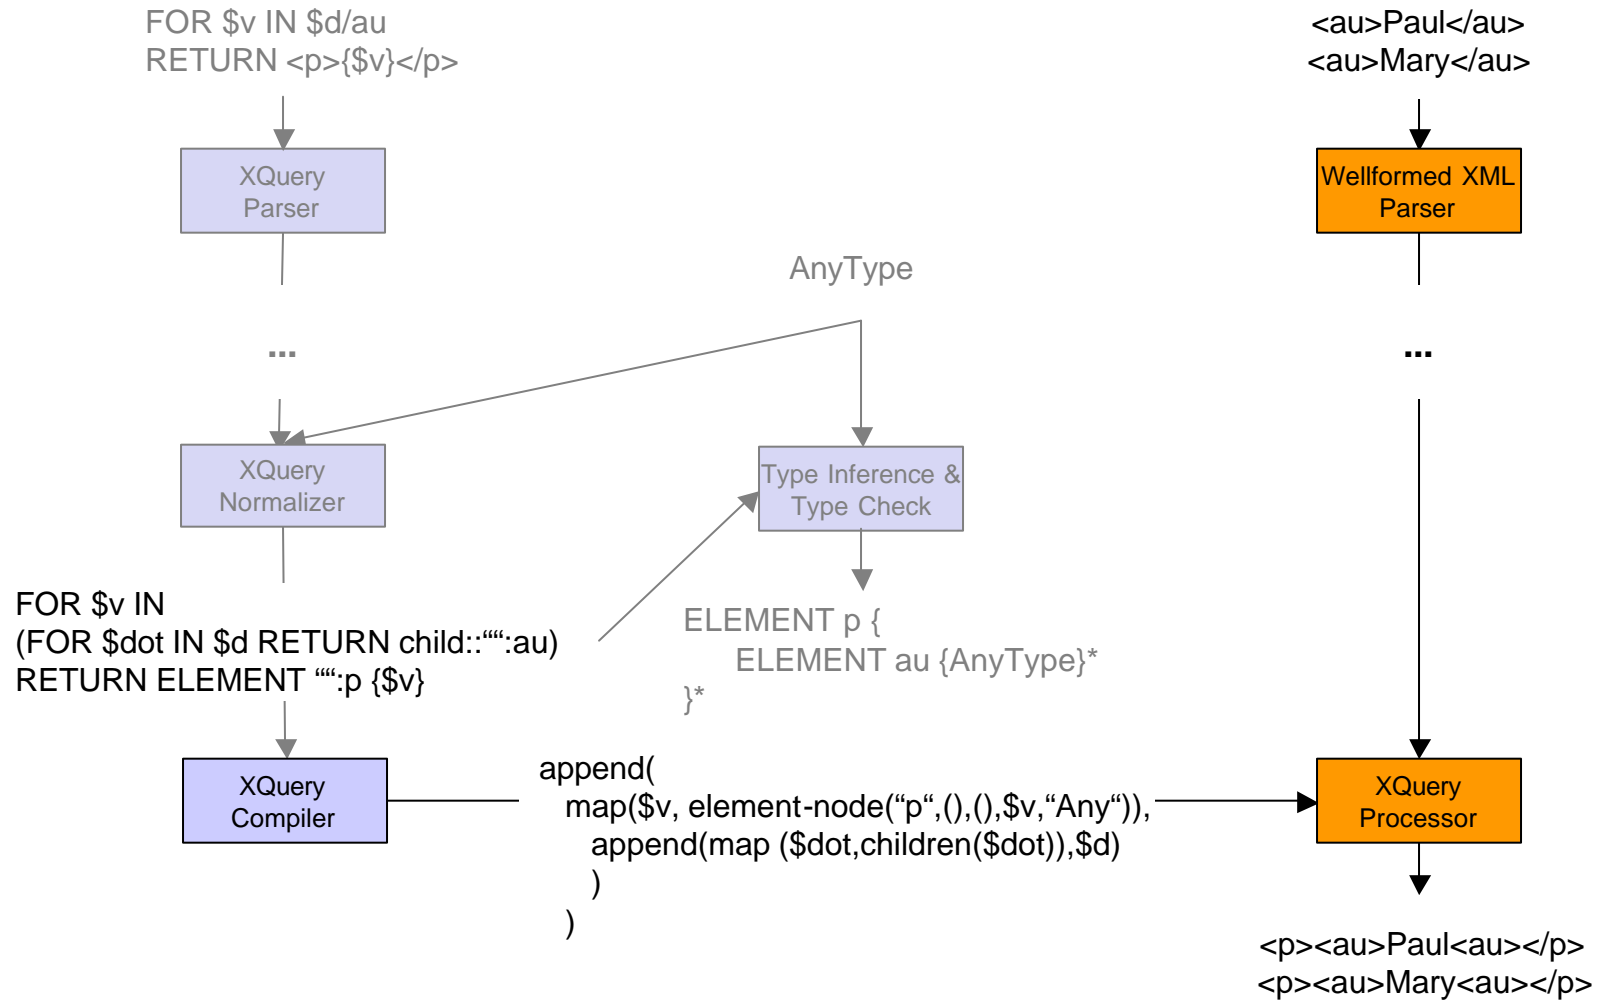 FOR $v IN $d/au
RETURN <p>{$v}</p>
<au>Paul</au>
<au>Mary</au>
XQuery
Parser
Wellformed XML
Parser
AnyType
...
...
XQuery
Normalizer
Type Inference &
Type Check
FOR $v IN
(FOR $dot IN $d RETURN child::““:au)
RETURN ELEMENT ““:p {$v}
ELEMENT p {
ELEMENT au {AnyType}*
}*
XQuery
Compiler
append(
map($v, element-node(“p“,(),(),$v,“Any“)),
append(map ($dot,children($dot)),$d)
)
)
XQuery
Processor
<p><au>Paul<au></p>
<p><au>Mary<au></p>